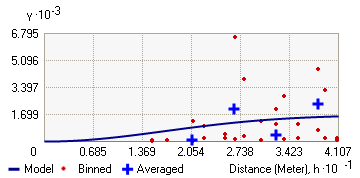 γ · 10⁻³
6.795
5.096
3.397
1.699
0 0.685 1.369 2.054 2.738 3.423 4.107
Model Binned Averaged Distance (Meter), h · 10⁻¹